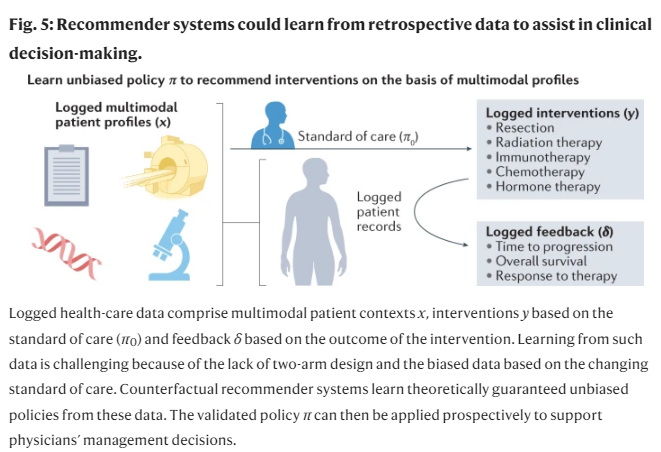 Fig. 5: Recommender systems could learn from retrospective data to assist in clinical
decision-making.
Learn unbiased policy π to recommend interventions on the basis of multimodal profiles
Logged multimodal
patient profiles (x)
Standard of care (π₀)
Logged
patient
records
Logged interventions (y)
• Resection
• Radiation therapy
• Immunotherapy
• Chemotherapy
• Hormone therapy
Logged feedback (δ)
• Time to progression
• Overall survival
• Response to therapy
Logged health-care data comprise multimodal patient contexts x, interventions y based on the
standard of care (π0) and feedback δ based on the outcome of the intervention. Learning from such
data is challenging because of the lack of two-arm design and the biased data based on the changing
standard of care. Counterfactual recommender systems learn theoretically guaranteed unbiased
policies from these data. The validated policy π can then be applied prospectively to support
physicians’ management decisions.